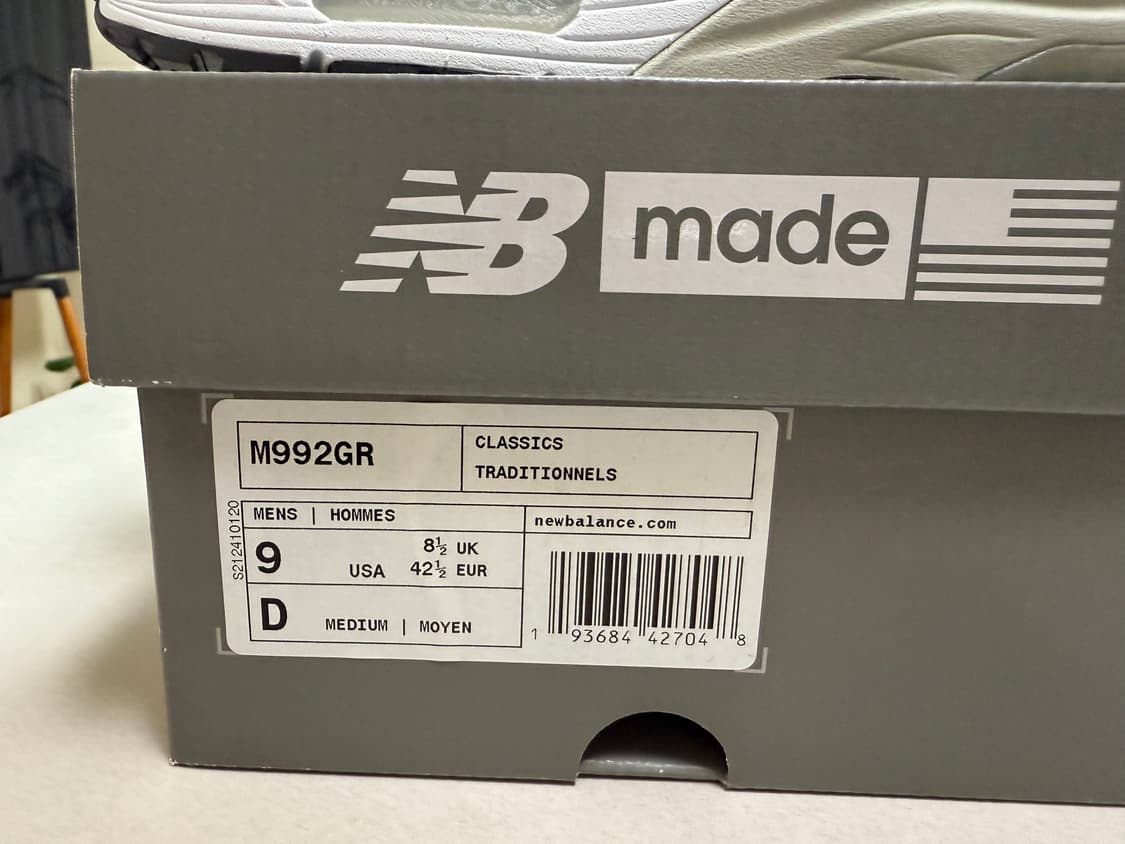 NB made
M992GR
CLASSICS
TRADITIONNELS
S212410120
MENS | HOMMES
newbalance.com
9 USA 8½ UK
42½ EUR
D MEDIUM | MOYEN
1 93684 42704 8